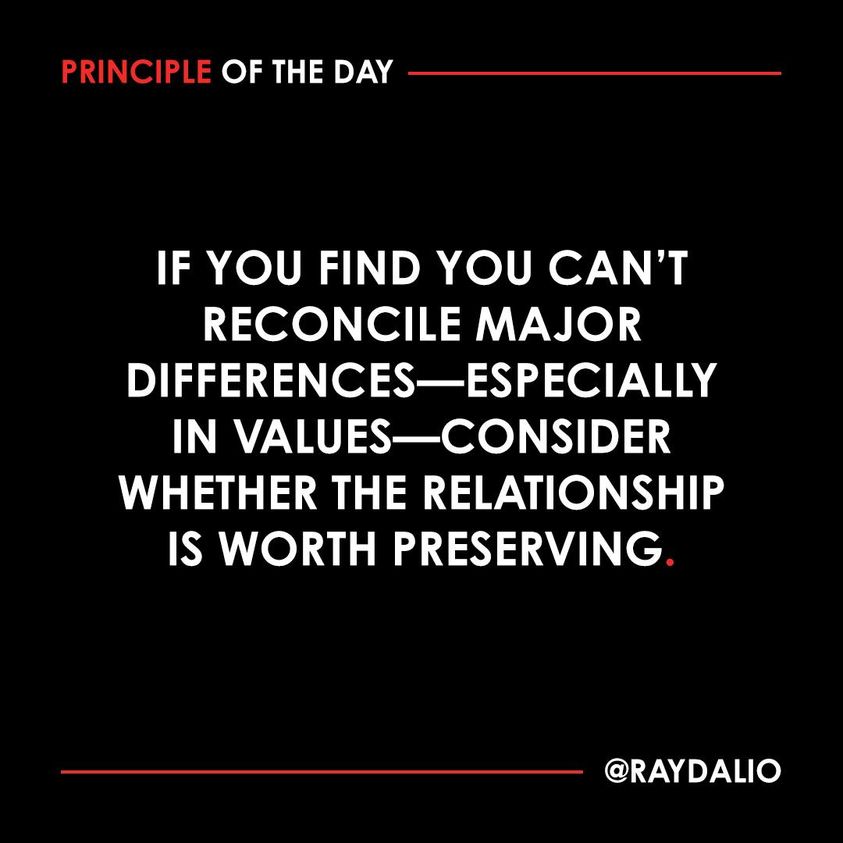 PRINCIPLE OF THE DAY
IF YOU FIND YOU CAN’T
RECONCILE MAJOR
DIFFERENCES—ESPECIALLY
IN VALUES—CONSIDER
WHETHER THE RELATIONSHIP
IS WORTH PRESERVING.
@RAYDALIO